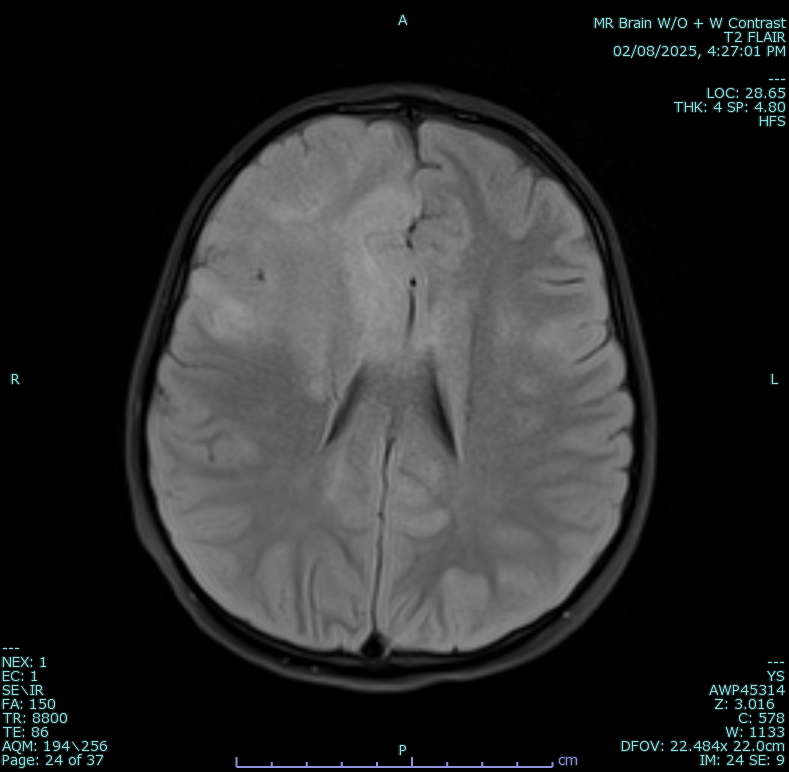 A
MR Brain W/O + W Contrast
T2 FLAIR
02/08/2025, 4:27:01 PM
---
LOC: 28.65
THK: 4 SP: 4.80
HFS
R
L
---
NEX: 1
EC: 1
SE\IR
FA: 150
TR: 8800
TE: 86
AQM: 194\256
Page: 24 of 37
P
cm
---
YS
AWP45314
Z: 3.016
C: 578
W: 1133
DFOV: 22.484x 22.0cm
IM: 24 SE: 9